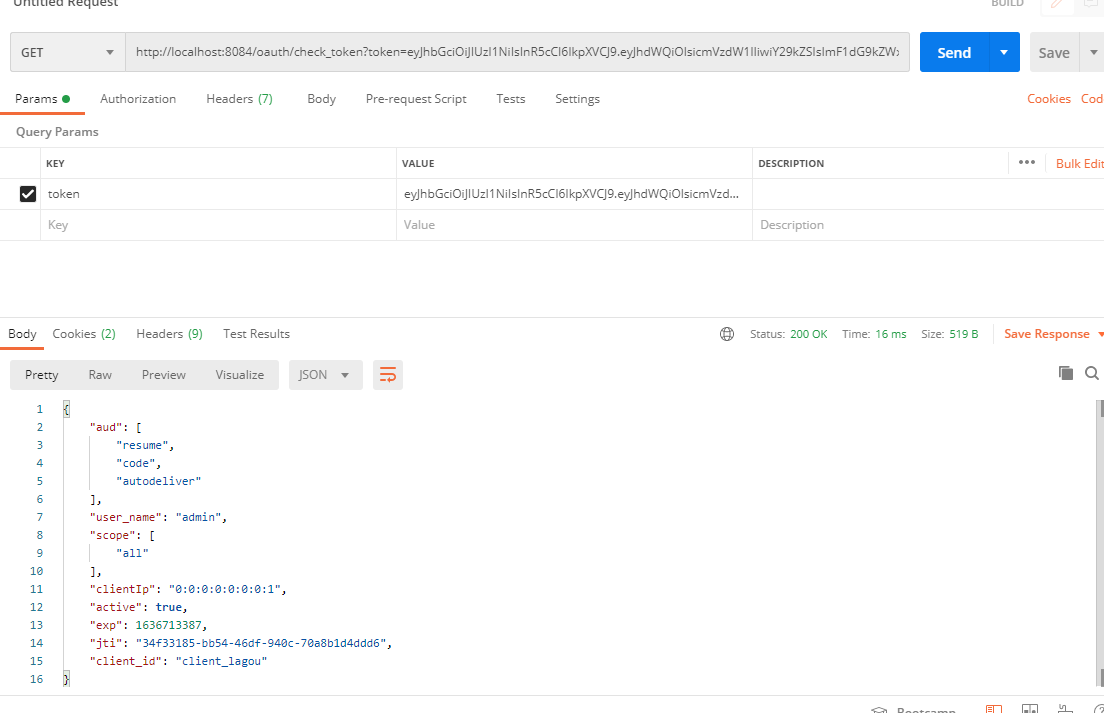 Untitled Request
BUILD
GET
http://localhost:8084/oauth/check_token?token=eyJhbGciOiJIUzI1NiIsInR5cCI6IkpXVCJ9.eyJhdWQiOlsicmVzdW1lIiwiY29kZSIsImF1dG9kZWx
Send
Save
Params
Authorization
Headers (7)
Body
Pre-request Script
Tests
Settings
Cookies
Cod
Query Params
KEY
VALUE
DESCRIPTION
•••
Bulk Edit
token
eyJhbGciOiJIUzI1NiIsInR5cCI6IkpXVCJ9.eyJhdWQiOlsicmVzd...
Key
Value
Description
Body
Cookies (2)
Headers (9)
Test Results
Status: 200 OK
Time: 16 ms
Size: 519 B
Save Response
Pretty
Raw
Preview
Visualize
JSON
1 {
2 "aud": [
3 "resume",
4 "code",
5 "autodeliver"
6 ],
7 "user_name": "admin",
8 "scope": [
9 "all"
10 ],
11 "clientIp": "0:0:0:0:0:0:0:1",
12 "active": true,
13 "exp": 1636713387,
14 "jti": "34f33185-bb54-46df-940c-70a8b1d4ddd6",
15 "client_id": "client_lagou"
16 }
Bootcamp